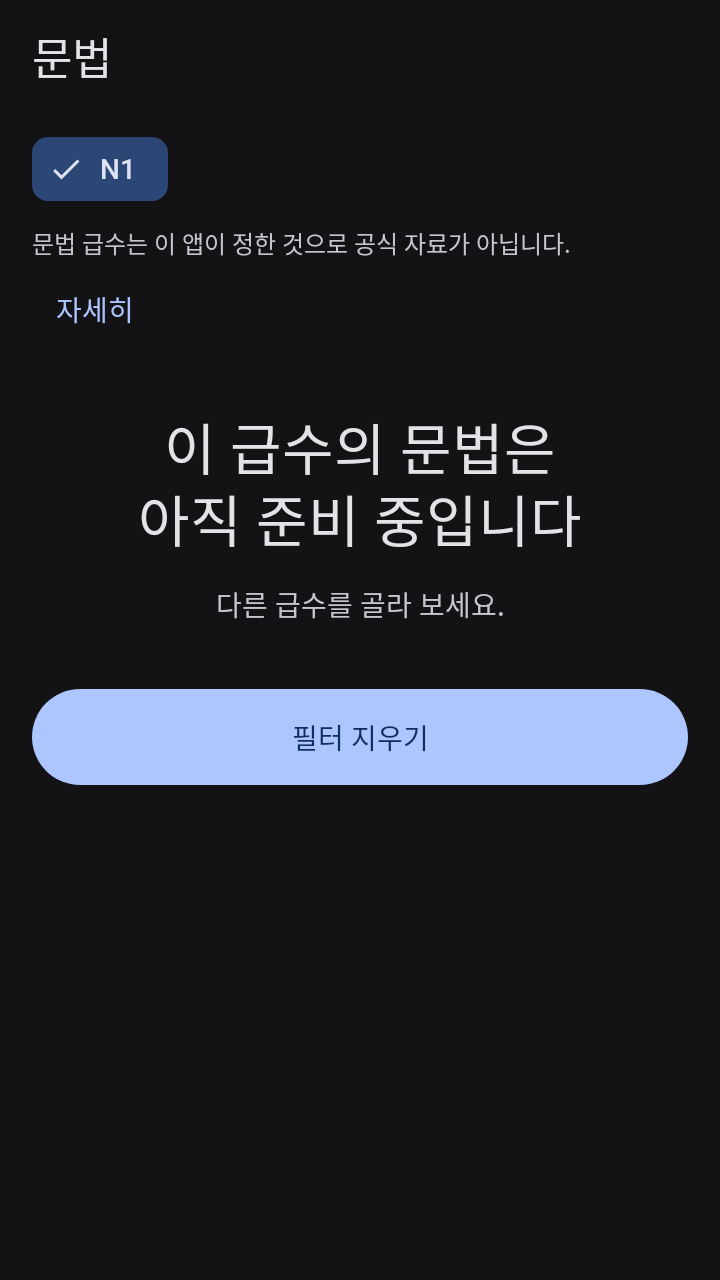 문법
N1
문법 급수는 이 앱이 정한 것으로 공식 자료가 아닙니다.
자세히
이 급수의 문법은
아직 준비 중입니다
다른 급수를 골라 보세요.
필터 지우기